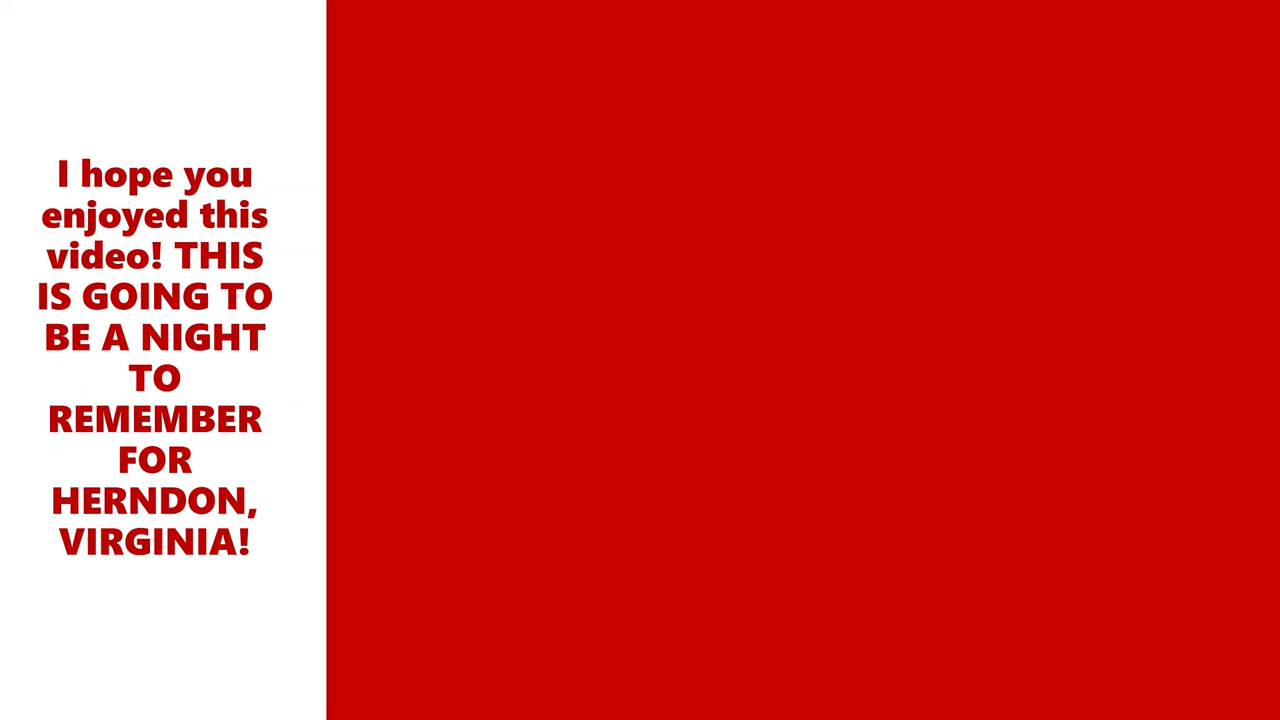 I hope you
enjoyed this
video! THIS
IS GOING TO
BE A NIGHT
TO
REMEMBER
FOR
HERNDON,
VIRGINIA!